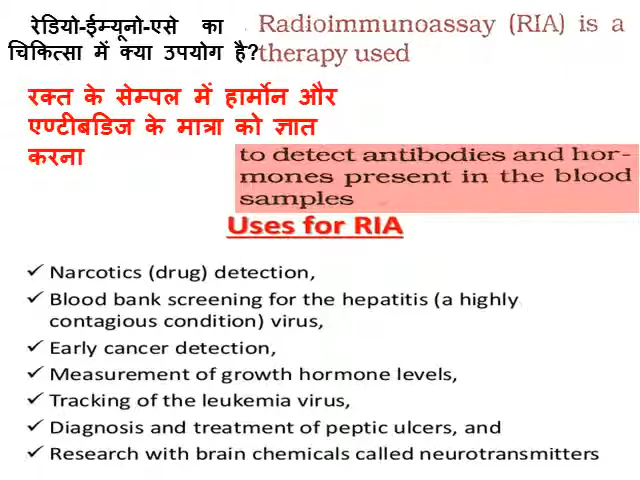 रेडियो-ईम्यूनो-एसे का
चिकित्सा में क्या उपयोग है?
Radioimmunoassay (RIA) is a
therapy used
रक्त के सेम्पल में हार्मोन और
एण्टीबडिज के मात्रा को ज्ञात
करना
to detect antibodies and hor-
mones present in the blood
samples
Uses for RIA
✓ Narcotics (drug) detection,
✓ Blood bank screening for the hepatitis (a highly
contagious condition) virus,
✓ Early cancer detection,
✓ Measurement of growth hormone levels,
✓ Tracking of the leukemia virus,
✓ Diagnosis and treatment of peptic ulcers, and
✓ Research with brain chemicals called neurotransmitters